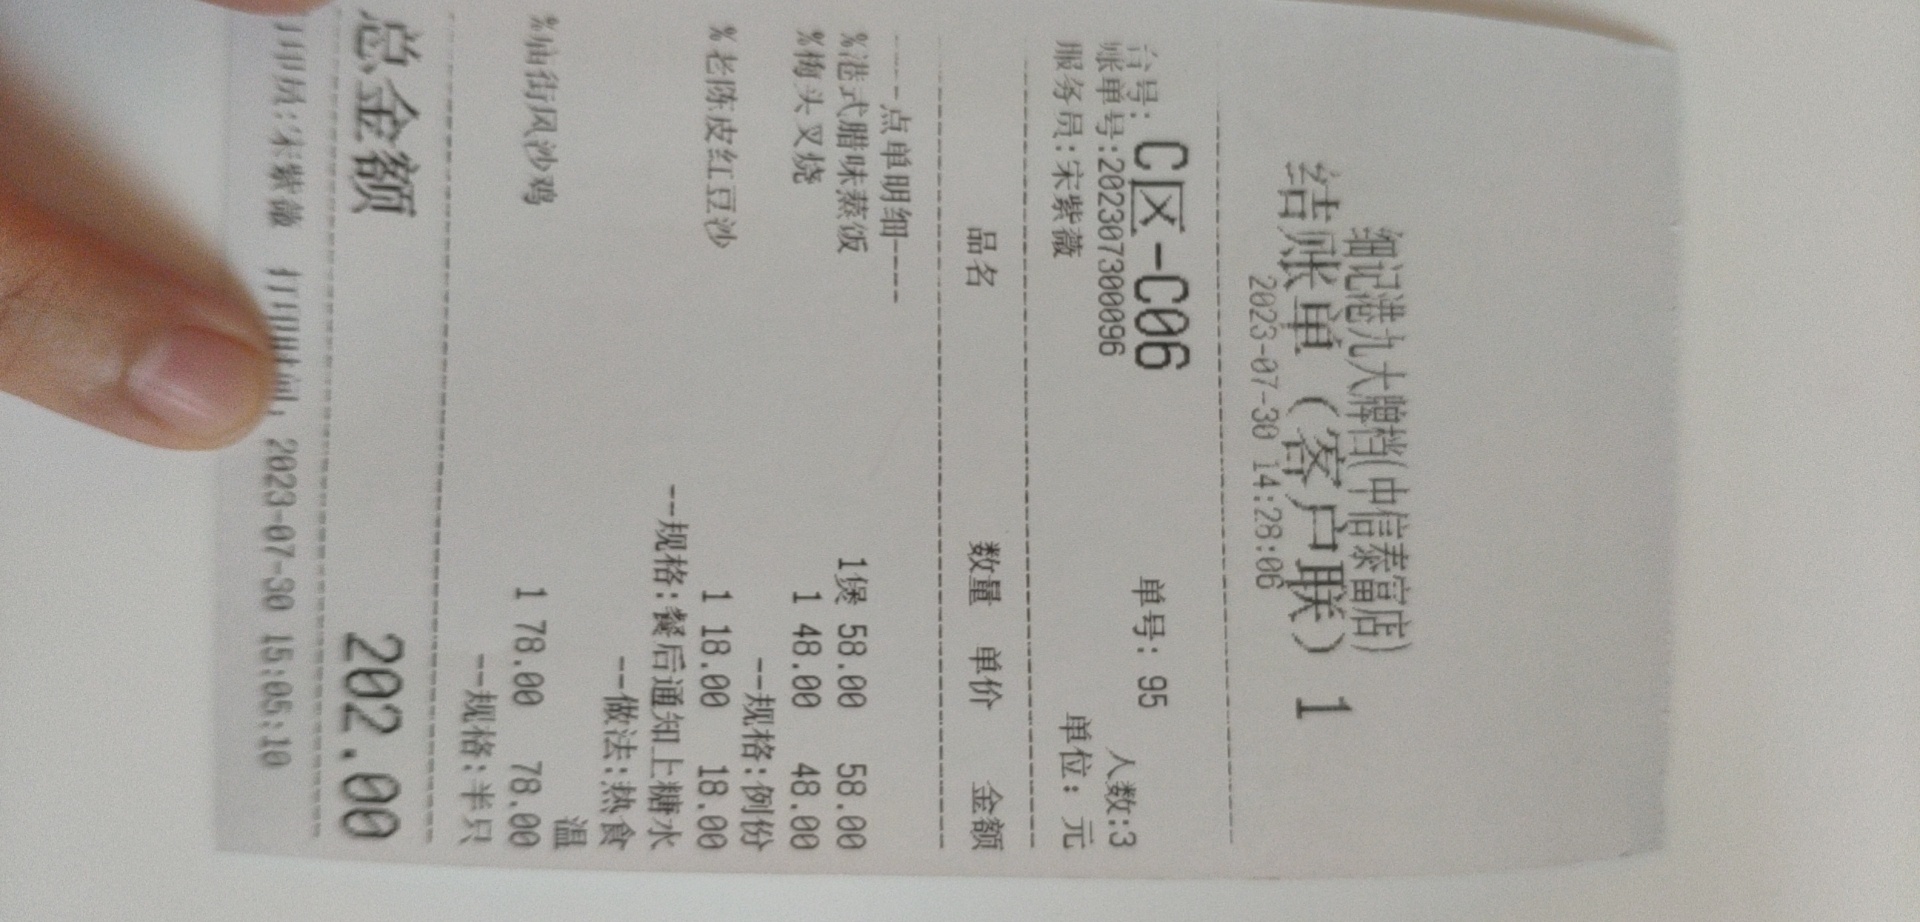 细记港九大牌档(中信泰富店)
结账单（客户联） 1
2023-07-30 14:28:06
台号: C区-C06 单号: 95
账单号:2023073000096 人数:3
服务员:宋紫薇 单位: 元
品名 数量 单价 金额
----点单明细----
%港式腊味蒸饭 1煲 58.00 58.00
%梅头叉烧 1 48.00 48.00
--规格:例份
%老陈皮红豆沙 1 18.00 18.00
--规格:餐后通知上糖水
--做法:热食
温
%庙街风沙鸡 1 78.00 78.00
--规格:半只
总金额 202.00
打印员:宋紫薇 打印时间: 2023-07-30 15:05:10